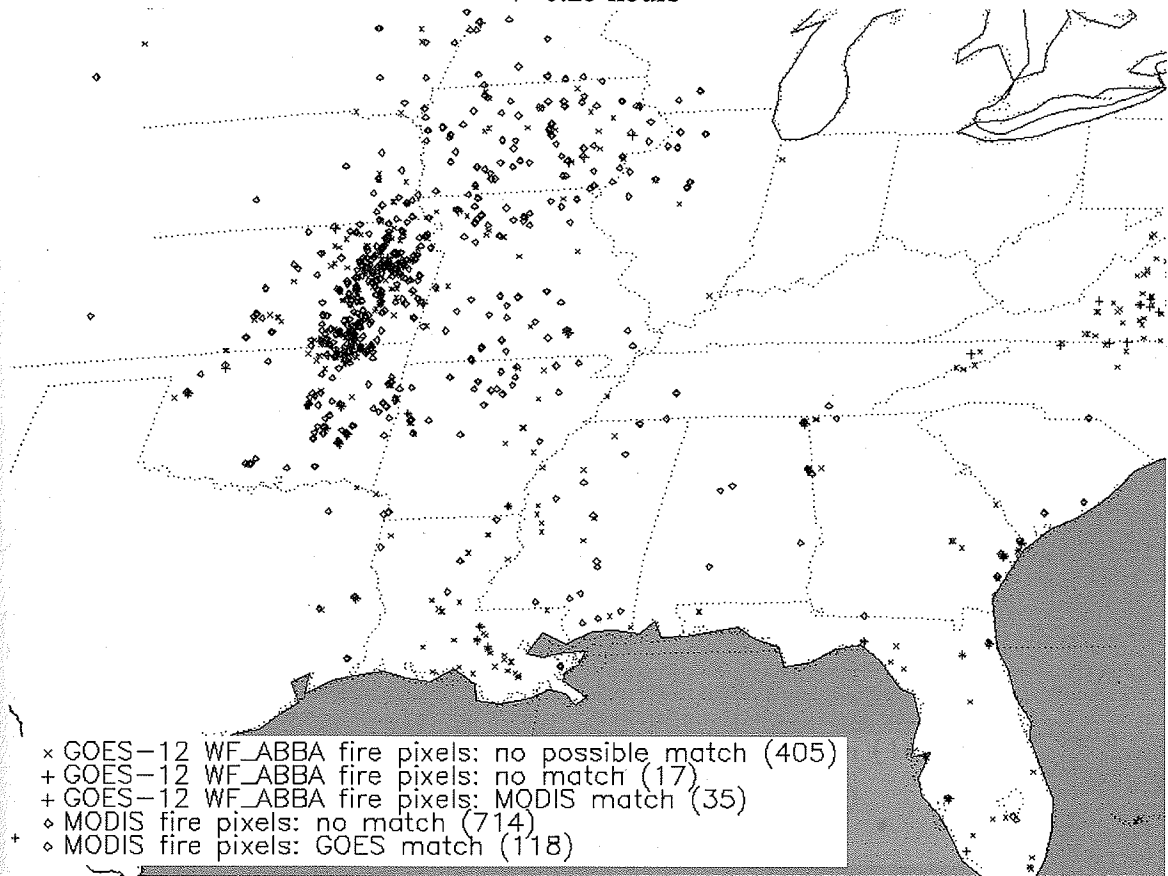 × GOES-12 WF_ABBA fire pixels: no possible match (405)
+ GOES-12 WF_ABBA fire pixels: no match (17)
+ GOES-12 WF_ABBA fire pixels: MODIS match (35)
⋄ MODIS fire pixels: no match (714)
⋄ MODIS fire pixels: GOES match (118)